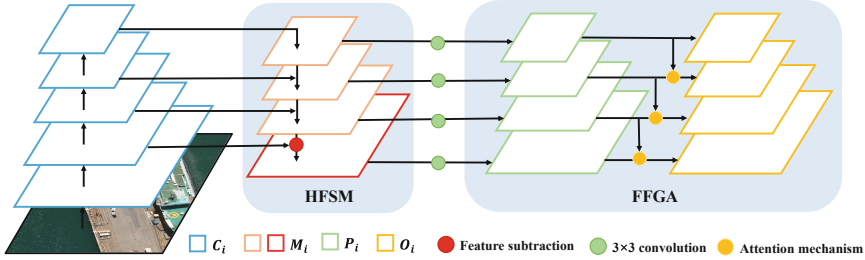 HFSM
FFGA
C_i M_i P_i O_i Feature subtraction 3×3 convolution Attention mechanism